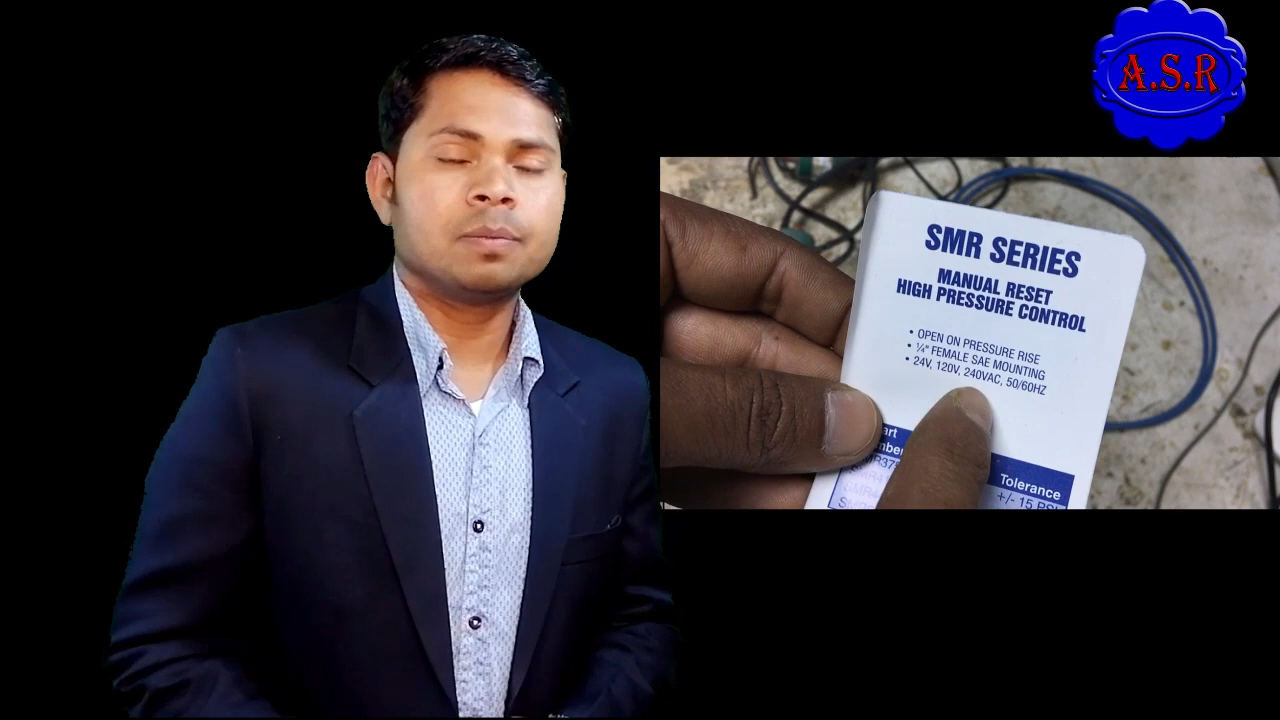 A.S.R
SMR SERIES
MANUAL RESET
HIGH PRESSURE CONTROL
• OPEN ON PRESSURE RISE
• ¼" FEMALE SAE MOUNTING
• 24V, 120V, 240VAC, 50/60HZ
Tolerance
+/- 15 PSI